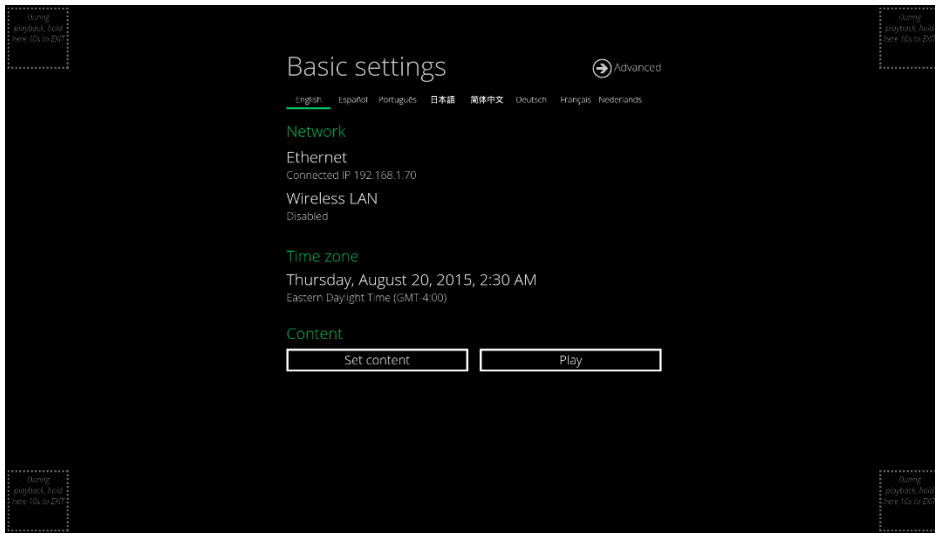 During
playback, hold
here 10s to EXIT
During
playback, hold
here 10s to EXIT
Basic settings
Advanced
English Español Português 日本語 简体中文 Deutsch Français Nederlands
Network
Ethernet
Connected IP 192.168.1.70
Wireless LAN
Disabled
Time zone
Thursday, August 20, 2015, 2:30 AM
Eastern Daylight Time (GMT-4:00)
Content
Set content
Play
During
playback, hold
here 10s to EXIT
During
playback, hold
here 10s to EXIT